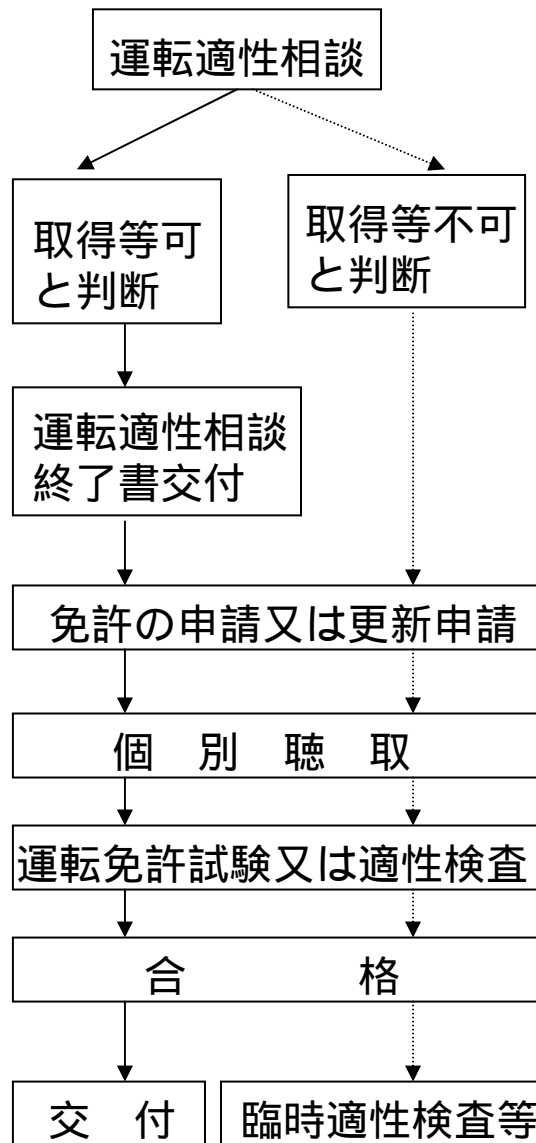 運転適性相談
取得等可
と判断
取得等不可
と判断
運転適性相談
終了書交付
免許の申請又は更新申請
個　別　聴　取
運転免許試験又は適性検査
合　　　　格
交　付
臨時適性検査等